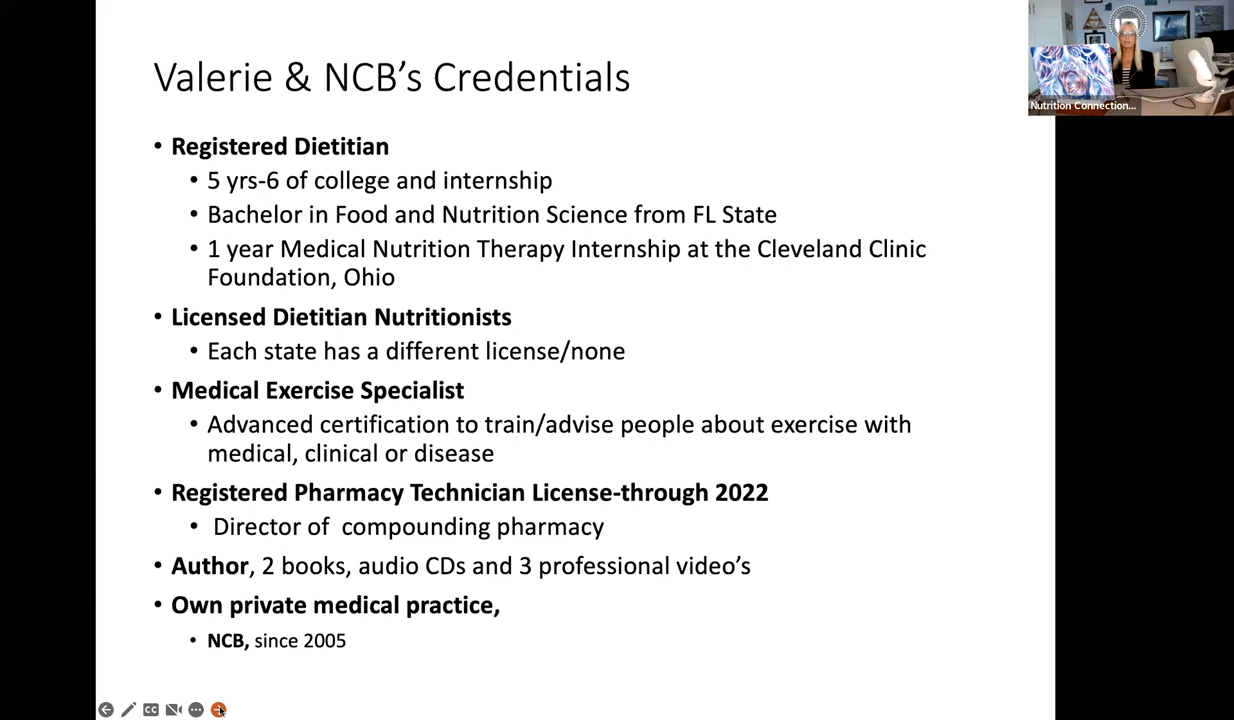 Valerie & NCB's Credentials
Nutrition Connection...
• Registered Dietitian
• 5 yrs-6 of college and internship
• Bachelor in Food and Nutrition Science from FL State
• 1 year Medical Nutrition Therapy Internship at the Cleveland Clinic
Foundation, Ohio
• Licensed Dietitian Nutritionists
• Each state has a different license/none
• Medical Exercise Specialist
• Advanced certification to train/advise people about exercise with
medical, clinical or disease
• Registered Pharmacy Technician License-through 2022
• Director of  compounding pharmacy
• Author, 2 books, audio CDs and 3 professional video's
• Own private medical practice,
• NCB, since 2005
CC